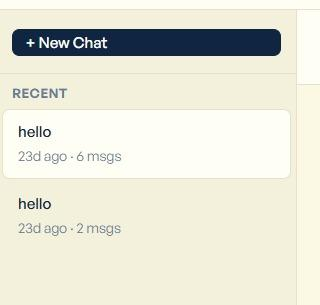 + New Chat
RECENT
hello
23d ago · 6 msgs
hello
23d ago · 2 msgs